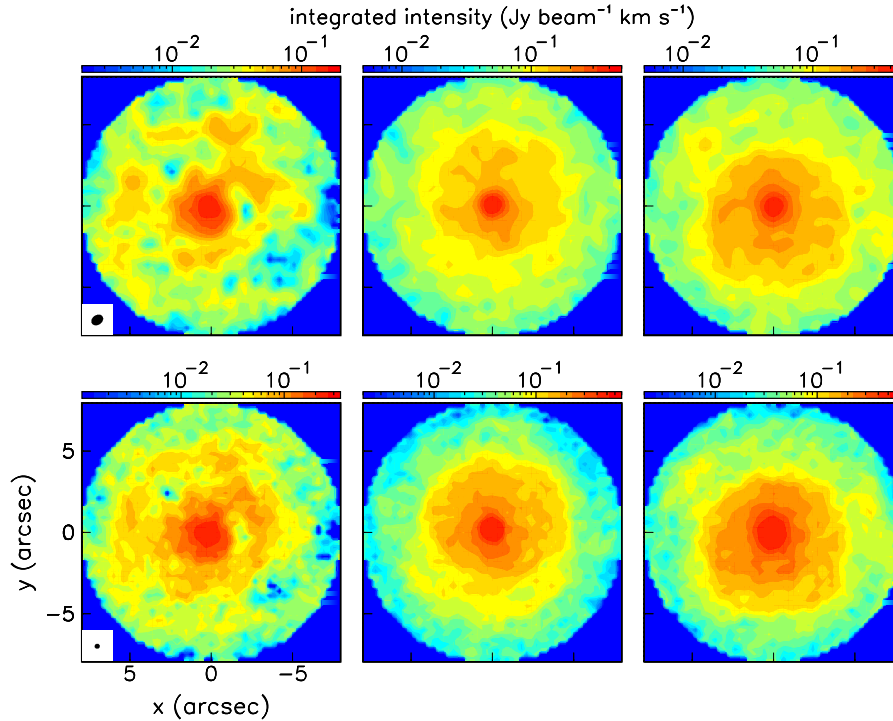 integrated intensity (Jy beam⁻¹ km s⁻¹)
10⁻² 10⁻¹ 10⁻² 10⁻¹ 10⁻² 10⁻¹
10⁻² 10⁻¹ 10⁻² 10⁻¹ 10⁻² 10⁻¹
5
0
−5
y (arcsec)
5 0 −5
x (arcsec)